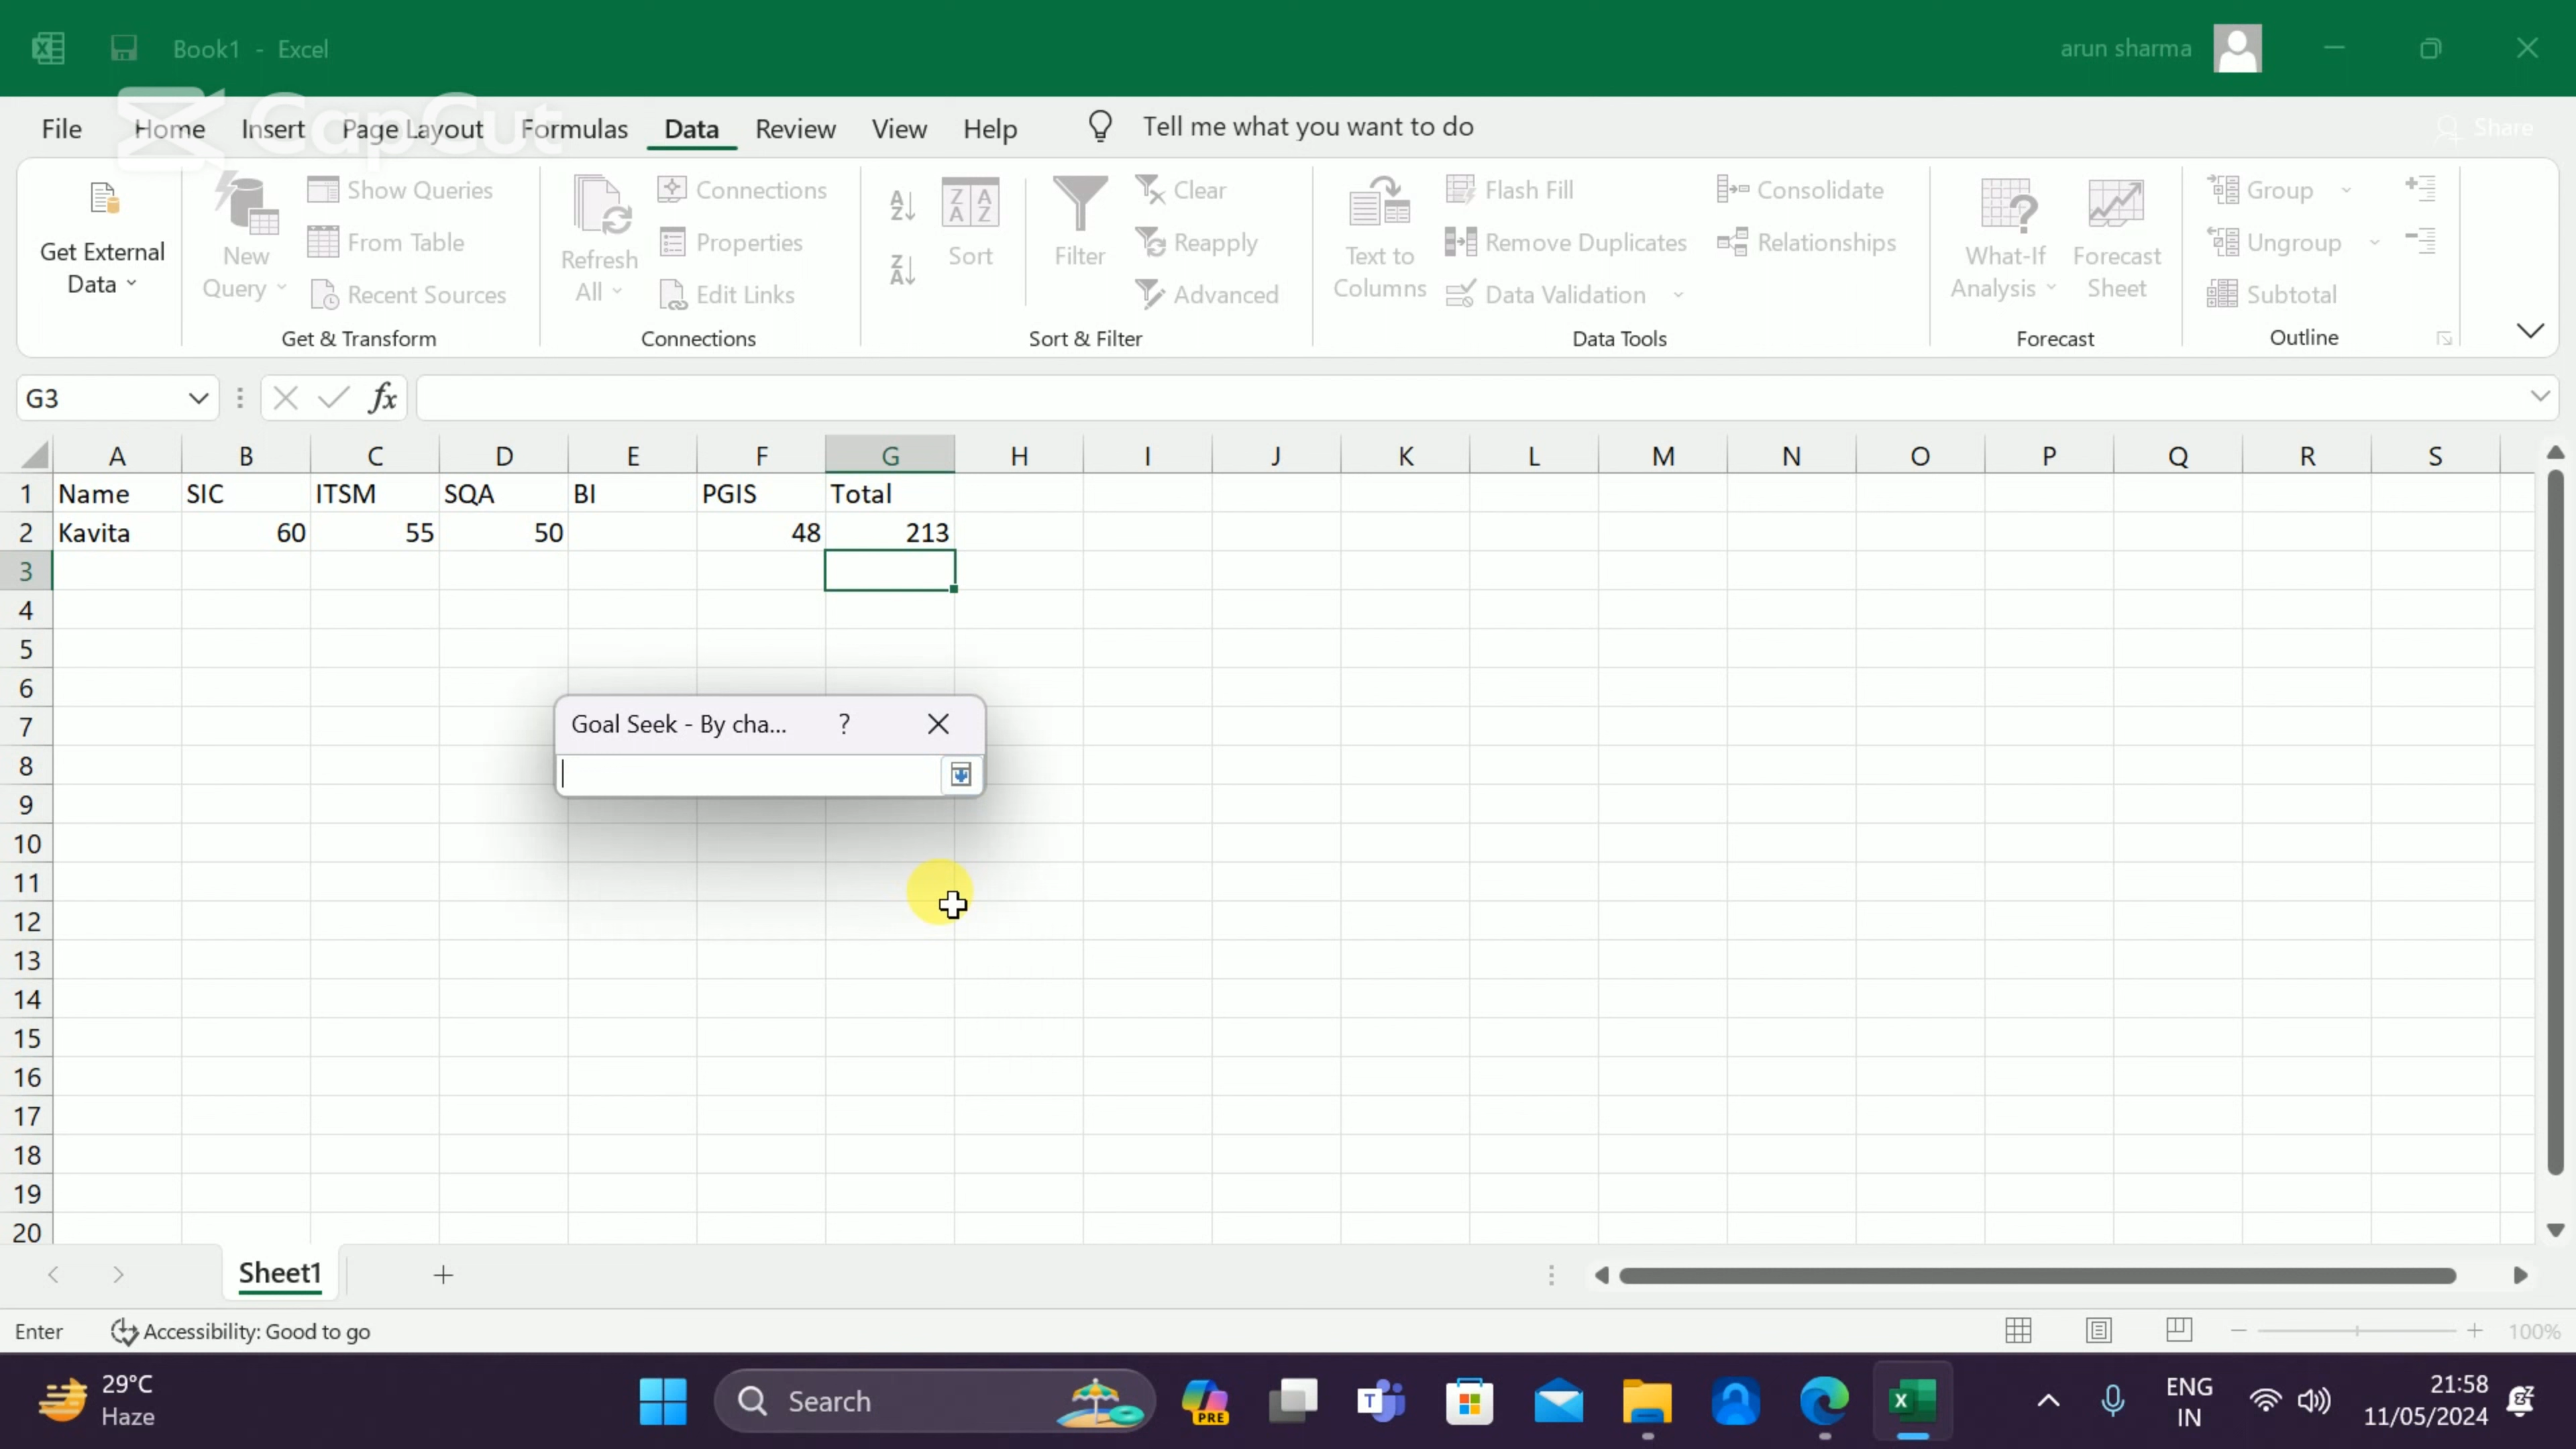 Book1 - Excel
arun sharma
CapCut
File Home Insert Page Layout Formulas Data Review View Help Tell me what you want to do Share
Get External Data
New Query
Show Queries
From Table
Recent Sources
Get & Transform
Refresh All
Connections
Properties
Edit Links
Connections
Sort
Filter
Clear
Reapply
Advanced
Sort & Filter
Text to Columns
Flash Fill
Remove Duplicates
Data Validation
Consolidate
Relationships
Data Tools
What-If Analysis
Forecast Sheet
Forecast
Group
Ungroup
Subtotal
Outline
G3 fx
A B C D E F G H I J K L M N O P Q R S
1 Name SIC ITSM SQA BI PGIS Total
2 Kavita 60 55 50 48 213
3
4
5
6
7
8
9
10
11
12
13
14
15
16
17
18
19
20
Goal Seek - By cha... ?
Sheet1
Enter Accessibility: Good to go 100%
29°C
Haze
Search
PRE
ENG
IN
21:58
11/05/2024